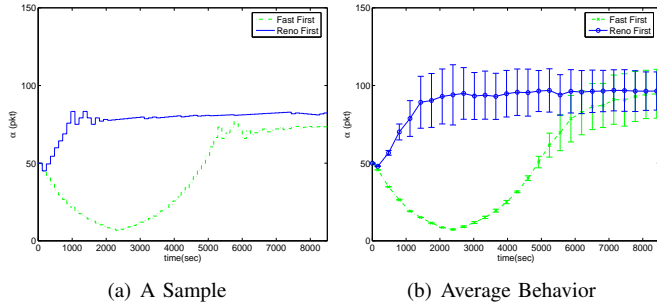 150
100
50
0
α (pkt)
0 1000 2000 3000 4000 5000 6000 7000 8000
time(sec)
Fast First
Reno First
(a) A Sample
150
100
50
0
α (pkt)
0 1000 2000 3000 4000 5000 6000 7000 8000
time(sec)
Fast First
Reno First
(b) Average Behavior